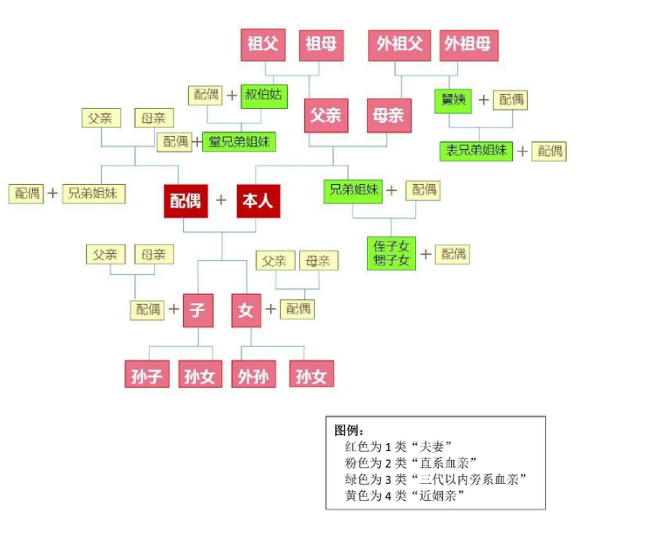 祖父 祖母 外祖父 外祖母
配偶 + 叔伯姑 舅姨 + 配偶
父亲 母亲 父亲 母亲
配偶 + 堂兄弟姐妹 表兄弟姐妹 + 配偶
配偶 + 兄弟姐妹 配偶 + 本人 兄弟姐妹 + 配偶
侄子女
甥子女 + 配偶
父亲 母亲 父亲 母亲
配偶 + 子 女 + 配偶
孙子 孙女 外孙 孙女
图例：
红色为 1 类“夫妻”
粉色为 2 类“直系血亲”
绿色为 3 类“三代以内旁系血亲”
黄色为 4 类“近姻亲”